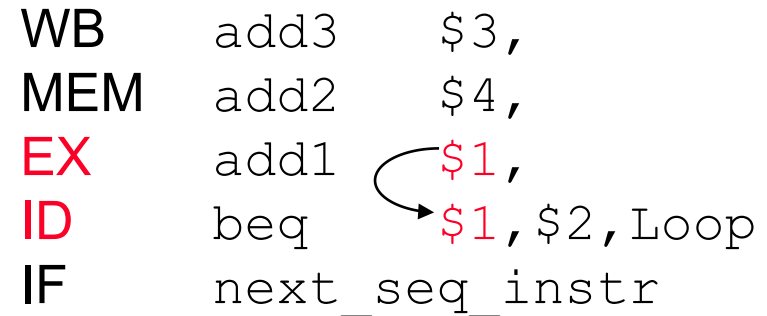 WB add3 $3,
MEM add2 $4,
EX add1 $1,
ID beq $1,$2,Loop
IF next_seq_instr